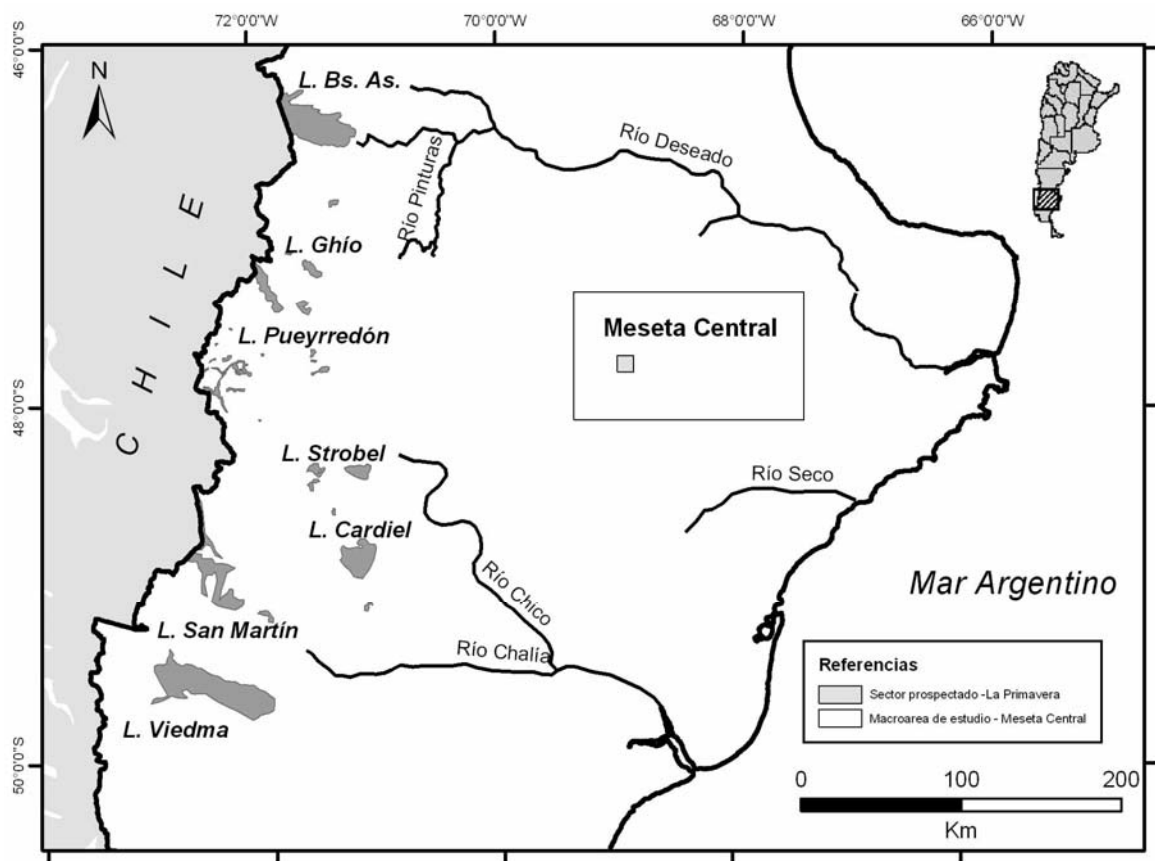 72°0'0"W
70°0'0"W
68°0'0"W
66°0'0"W
46°0'0"S
48°0'0"S
50°0'0"S
N
CHILE
L. Bs. As.
Río Deseado
Río Pinturas
L. Ghío
Meseta Central
L. Pueyrredón
L. Strobel
Río Seco
L. Cardiel
Río Chico
Mar Argentino
L. San Martín
Río Chalía
L. Viedma
Referencias
Sector prospectado -La Primavera
Macroarea de estudio - Meseta Central
0 100 200
Km